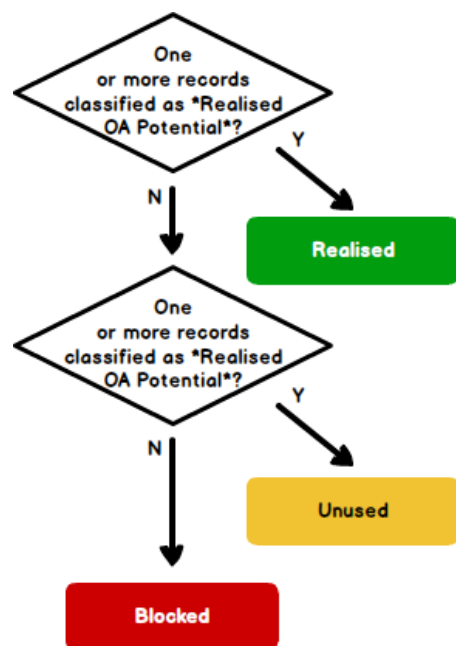 One
or more records
classified as *Realised
OA Potential*?
Y
N
Realised
One
or more records
classified as *Realised
OA Potential*?
Y
N
Unused
Blocked